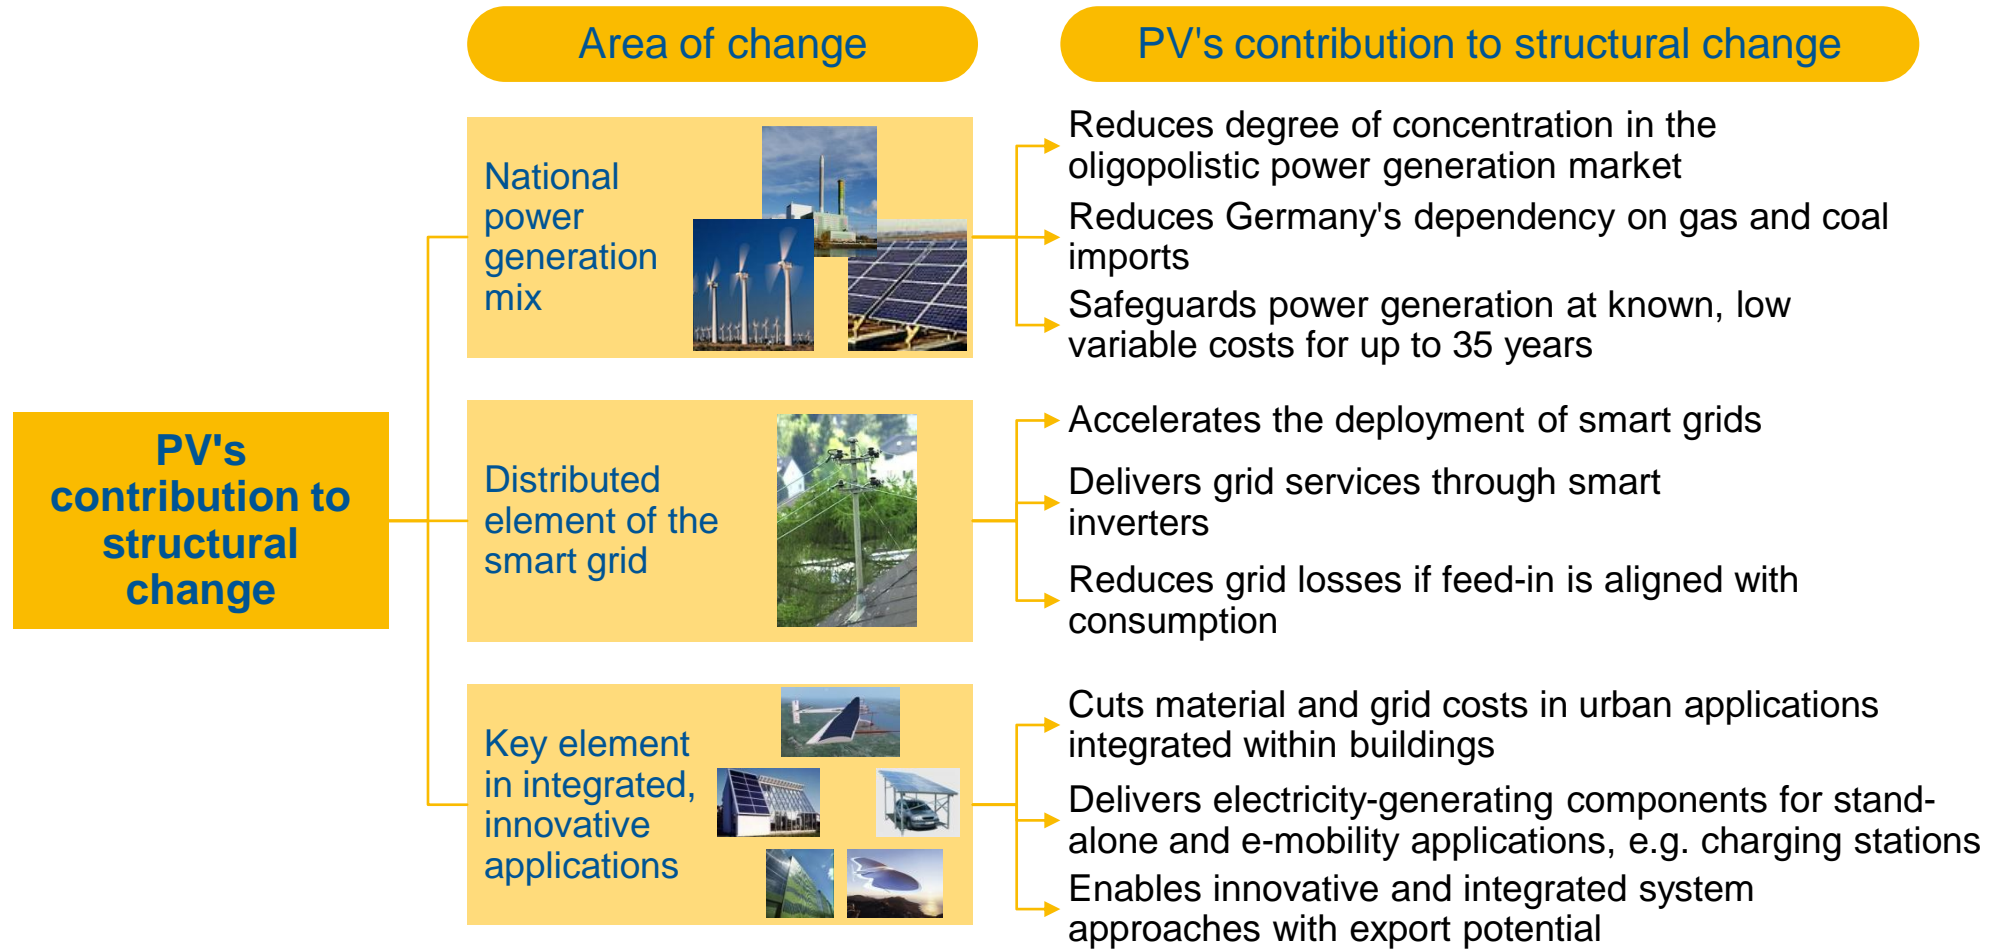 Area of change
PV's contribution to structural change
PV's
contribution to
structural
change
National
power
generation
mix
Reduces degree of concentration in the
oligopolistic power generation market
Reduces Germany's dependency on gas and coal
imports
Safeguards power generation at known, low
variable costs for up to 35 years
Distributed
element of the
smart grid
Accelerates the deployment of smart grids
Delivers grid services through smart
inverters
Reduces grid losses if feed-in is aligned with
consumption
Key element
in integrated,
innovative
applications
Cuts material and grid costs in urban applications
integrated within buildings
Delivers electricity-generating components for stand-
alone and e-mobility applications, e.g. charging stations
Enables innovative and integrated system
approaches with export potential